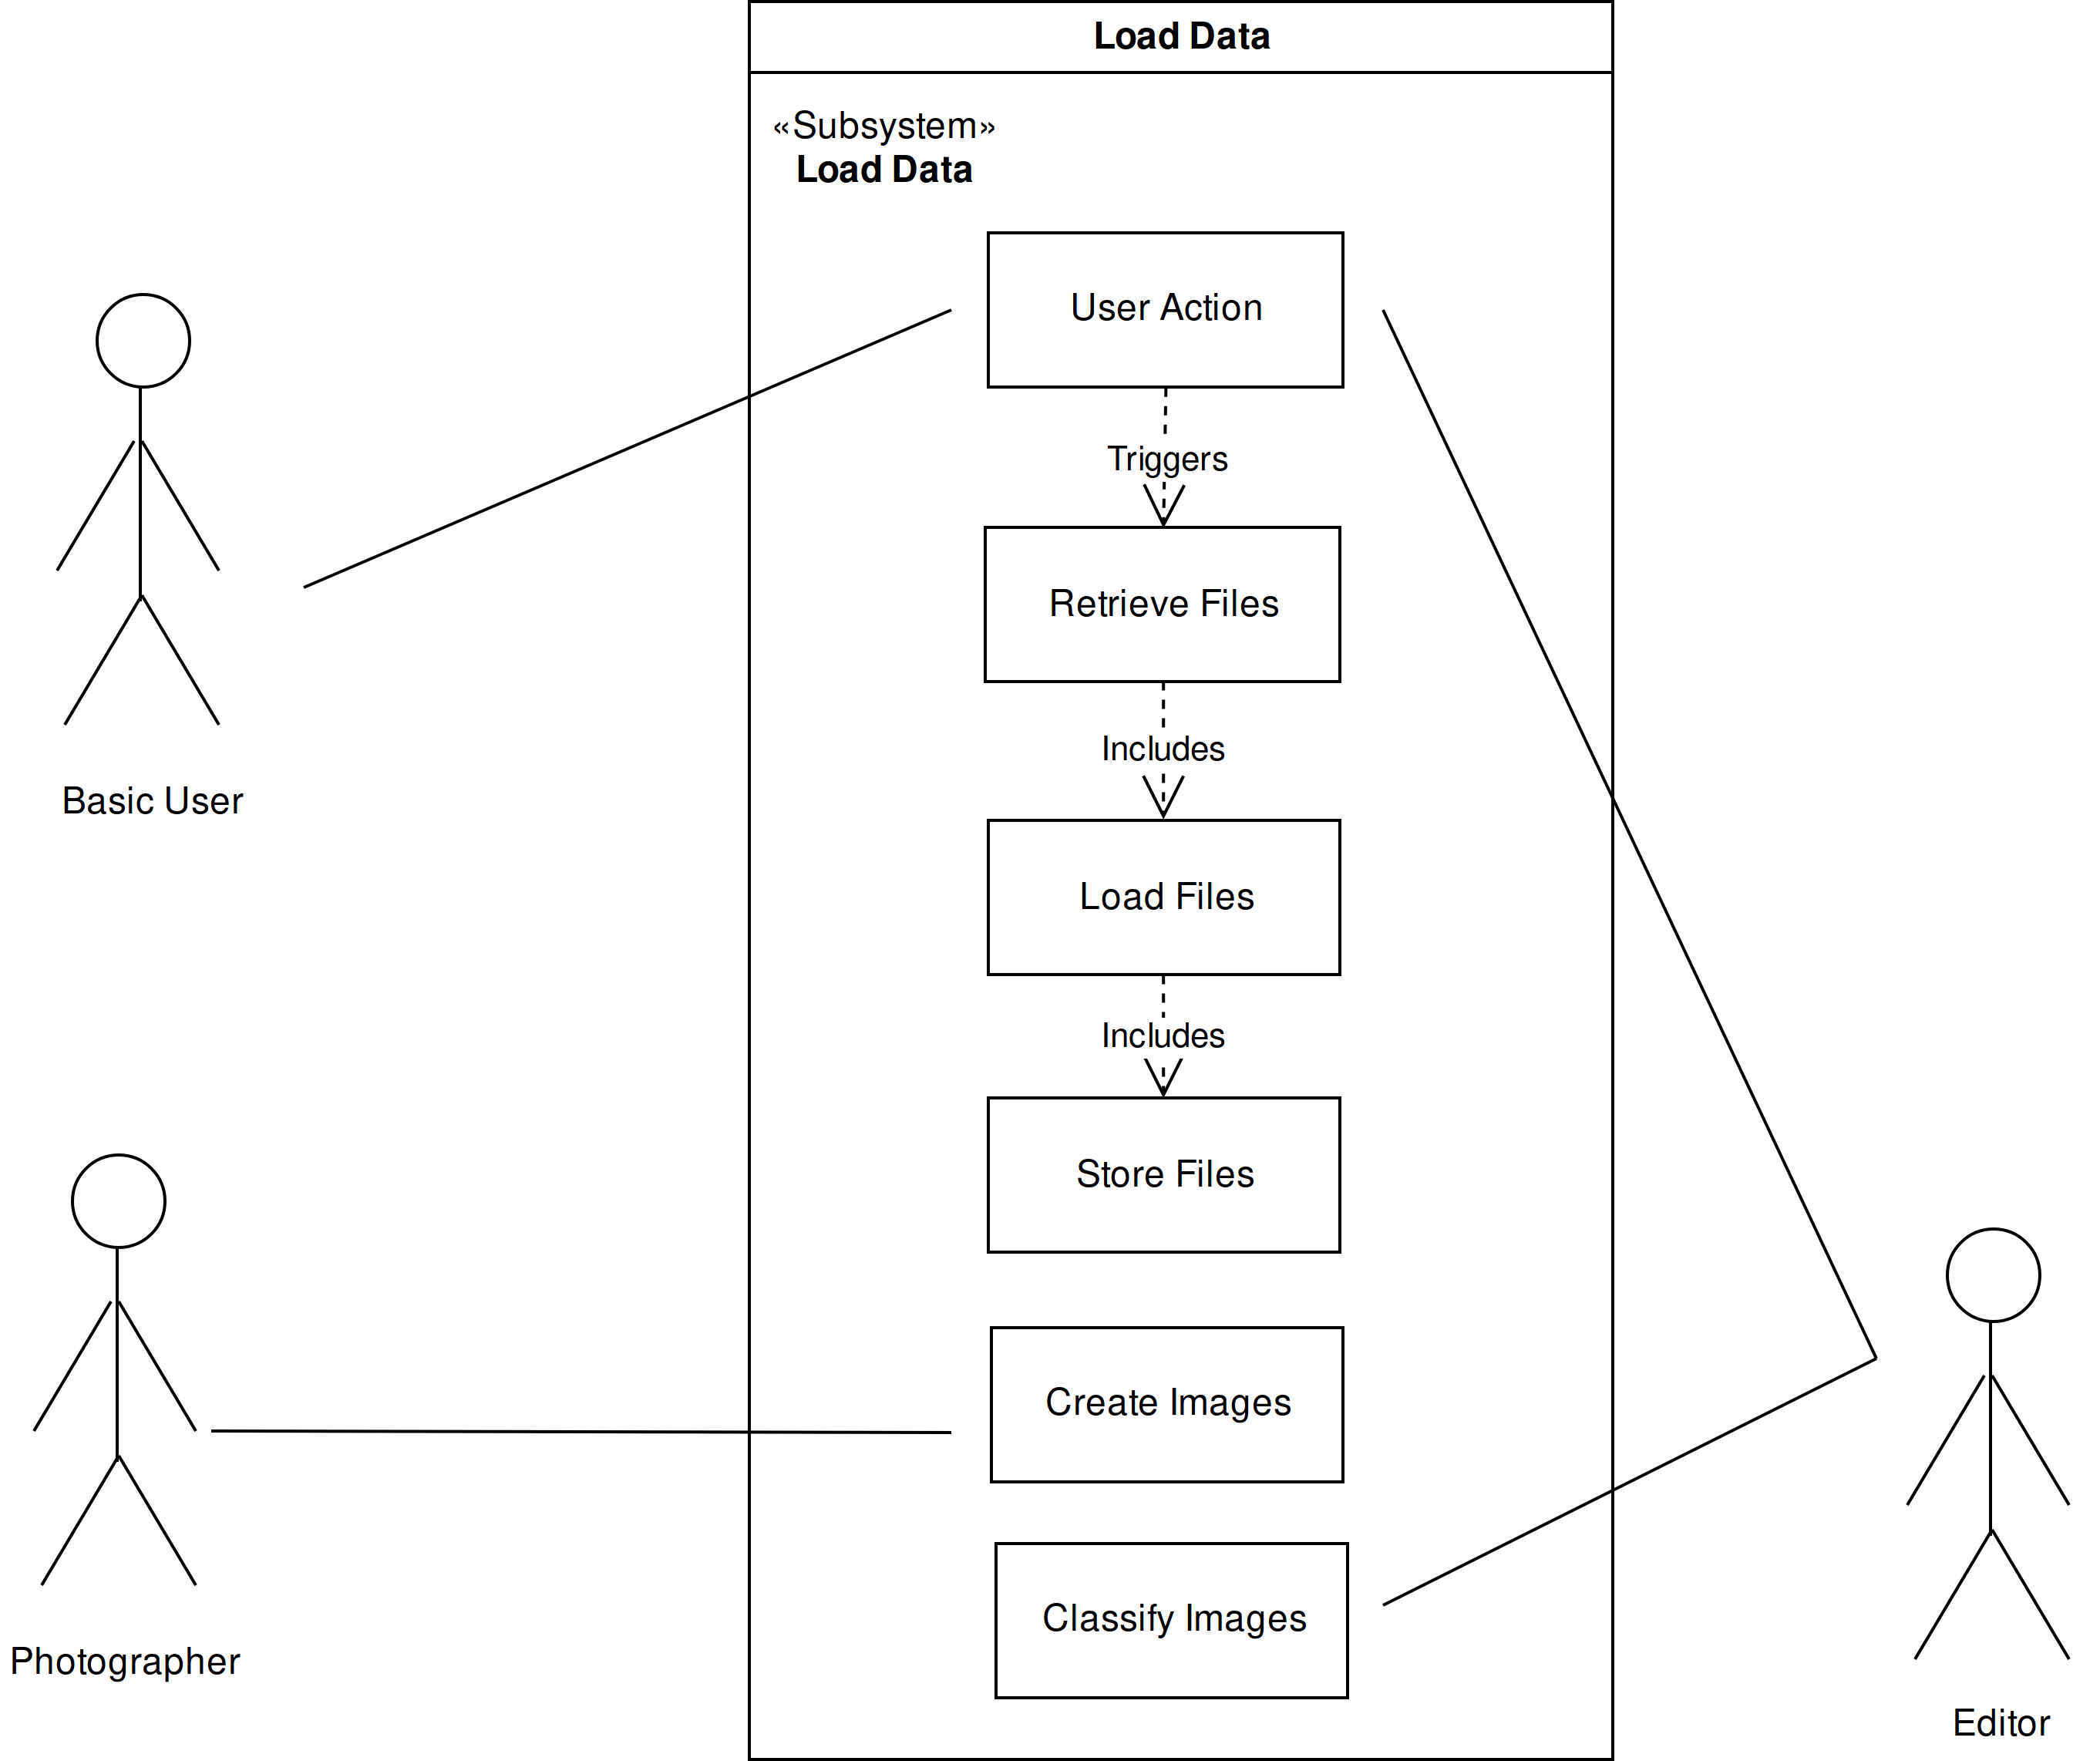 Load Data
«Subsystem»
Load Data
User Action
Triggers
Retrieve Files
Includes
Basic User
Load Files
Includes
Store Files
Create Images
Classify Images
Photographer
Editor